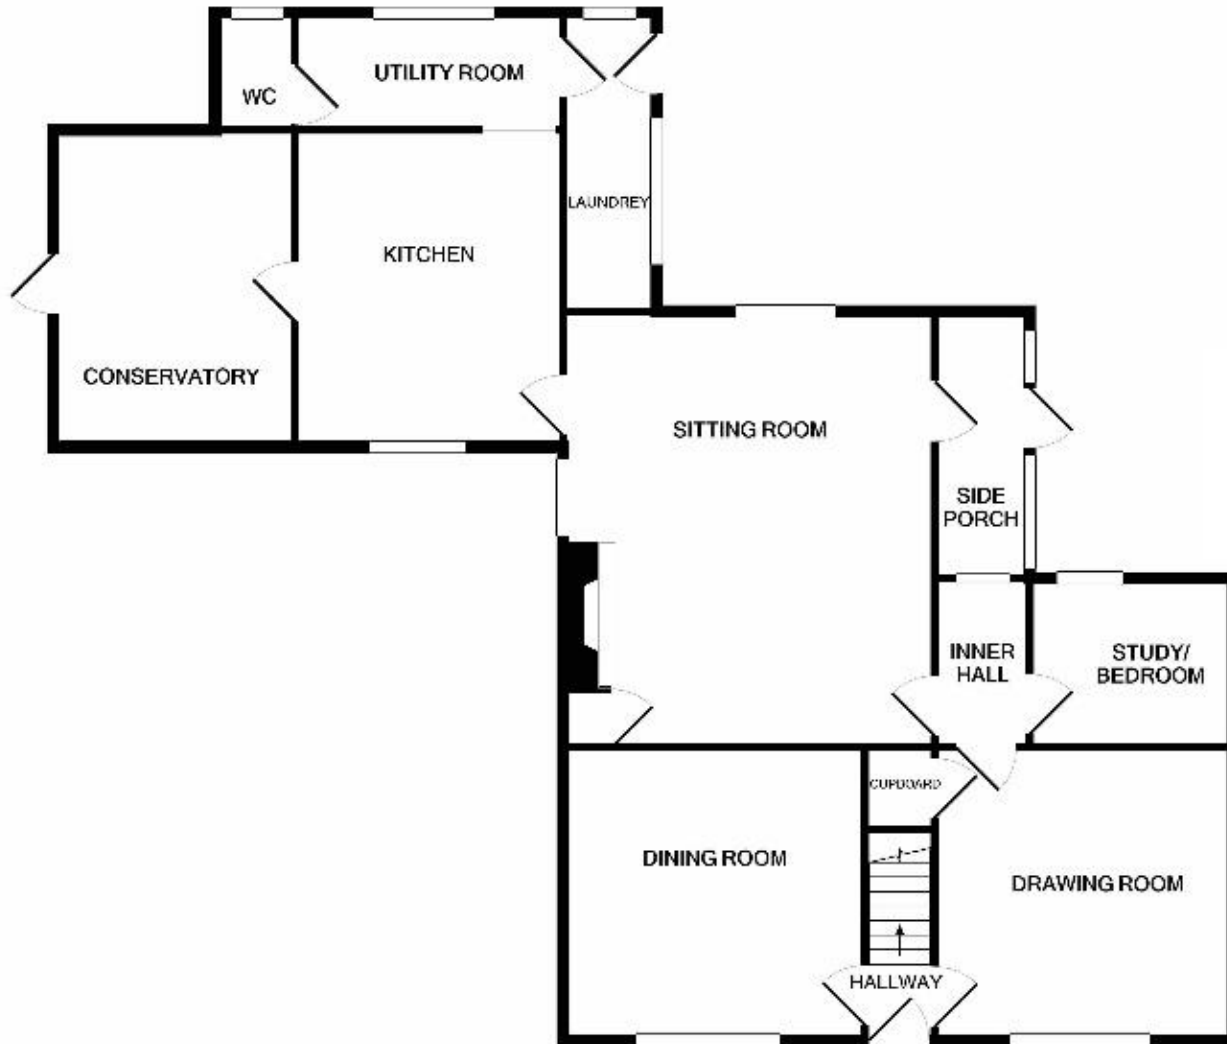 UTILITY ROOM
WC
LAUNDREY
KITCHEN
CONSERVATORY
SITTING ROOM
SIDE
PORCH
INNER
HALL
STUDY/
BEDROOM
CUPBOARD
DINING ROOM
DRAWING ROOM
HALLWAY